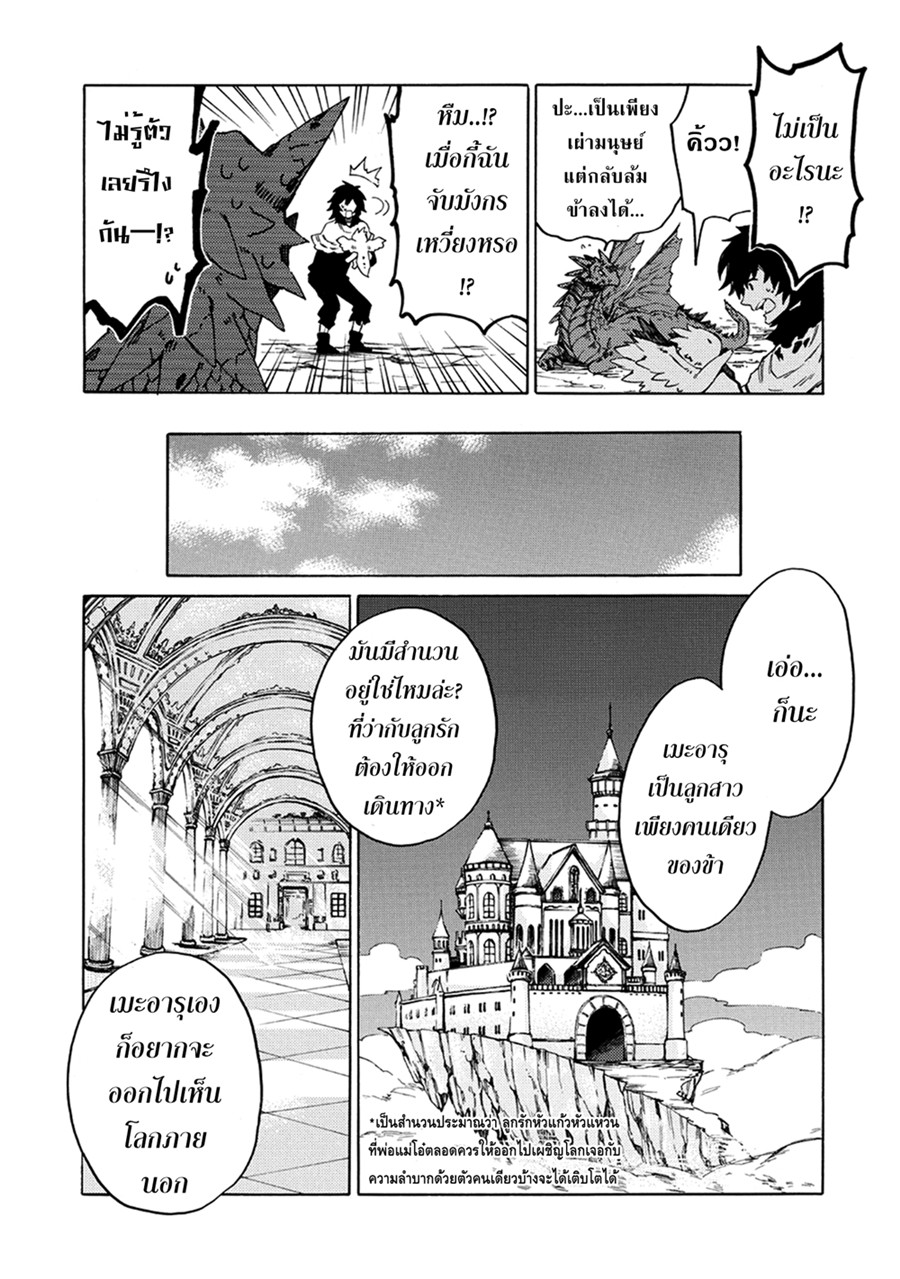 ไม่เป็น
อะไรนะ
!?
คิ้วว!
ปะ...เป็นเพียง
เผ่ามนุษย์
แต่กลับล้ม
ข้าลงได้...
หืม..!?
เมื่อกี้ฉัน
จับมังกร
เหวี่ยงหรอ
!?
ไม่รู้ตัว
เลยรึไง
กัน—!?
เอ่อ...
ก็นะ
เมะอารุ
เป็นลูกสาว
เพียงคนเดียว
ของข้า
มันมีสำนวน
อยู่ใช่ไหมล่ะ?
ที่ว่ากับลูกรัก
ต้องให้ออก
เดินทาง*
เมะอารุเอง
ก็อยากจะ
ออกไปเห็น
โลกภาย
นอก
*เป็นสำนวนประมาณว่า ลูกรักหัวแก้วหัวแหวน
ที่พ่อแม่โอ๋ตลอดควรให้ออกไปเผชิญโลกเจอกับ
ความลำบากด้วยตัวคนเดียวบ้างจะได้เติบโตได้